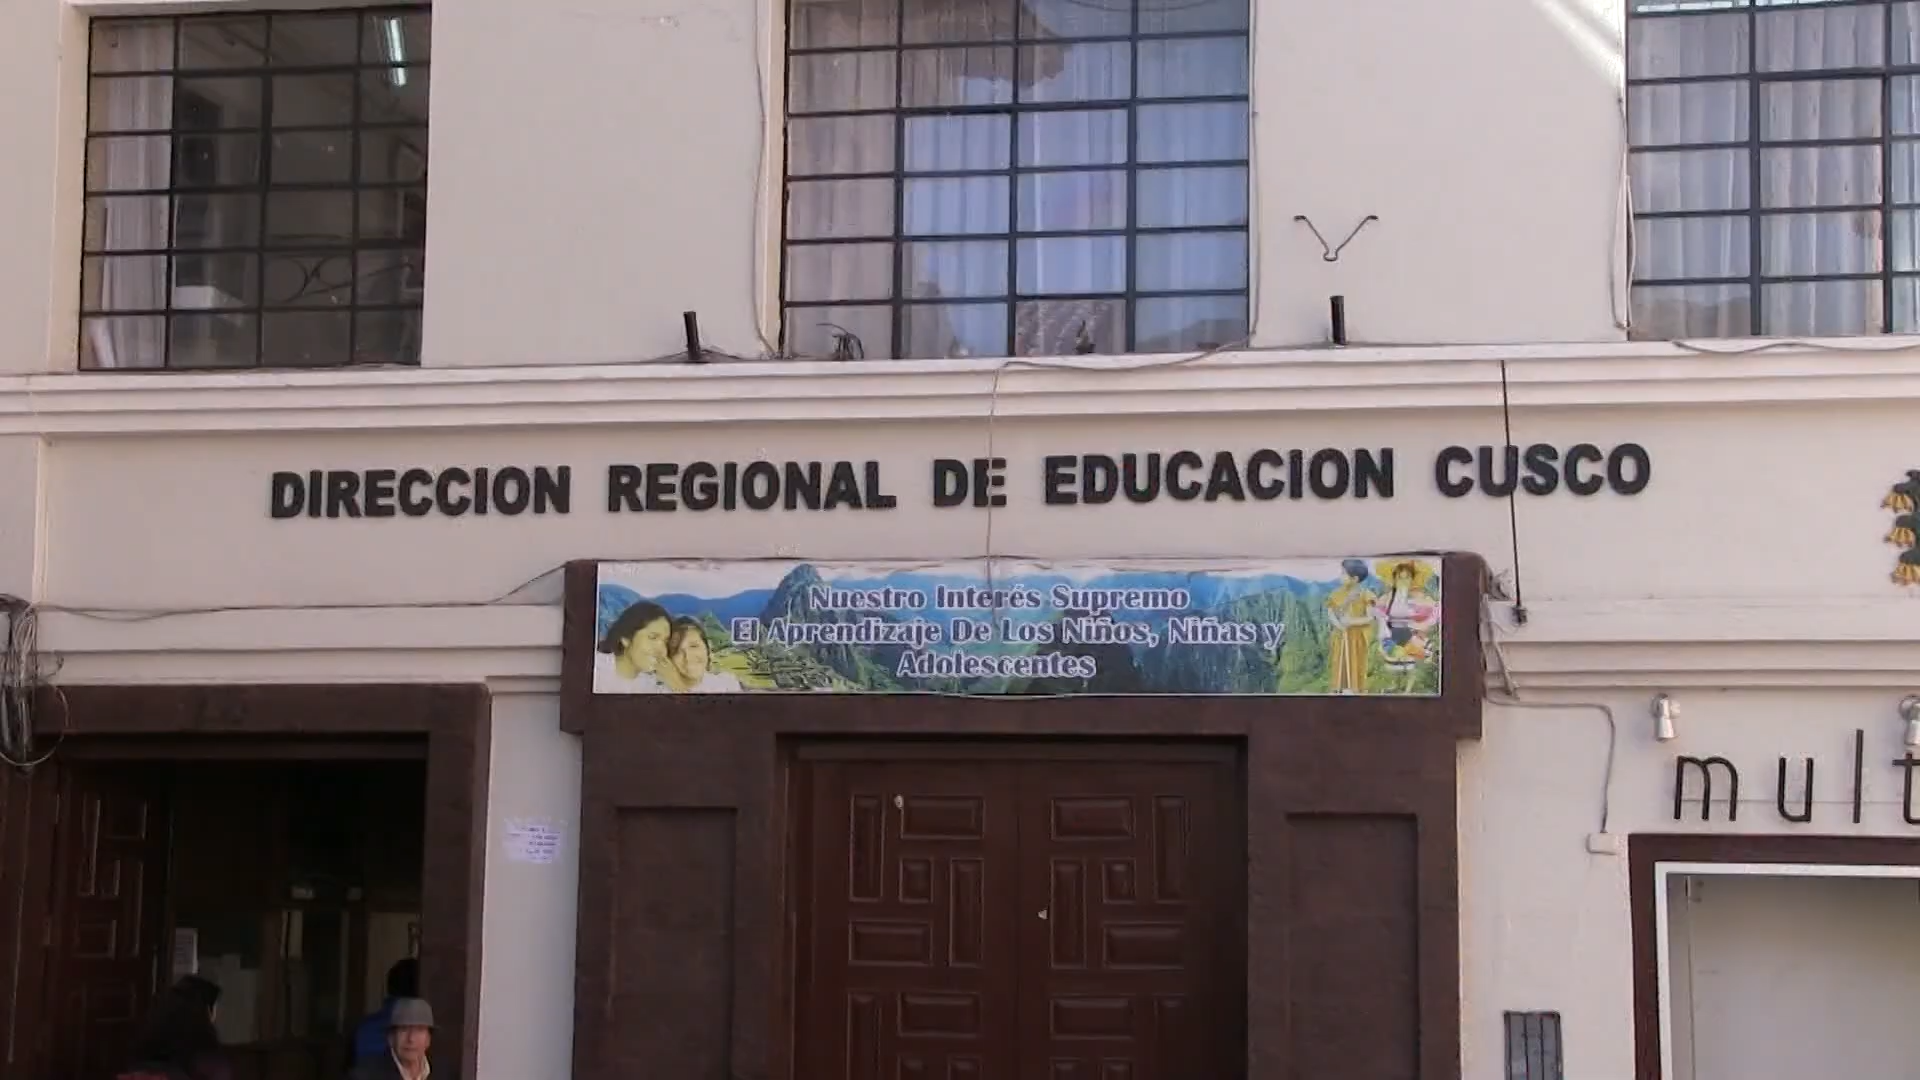 DIRECCION REGIONAL DE EDUCACION CUSCO
Nuestro Interés Supremo
El Aprendizaje De Los Niños, Niñas y
Adolescentes
mult